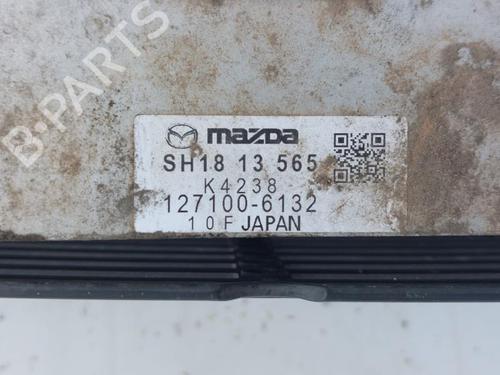 B-PARTS
mazda
SH18 13 565
K4238
127100-6132
10F JAPAN